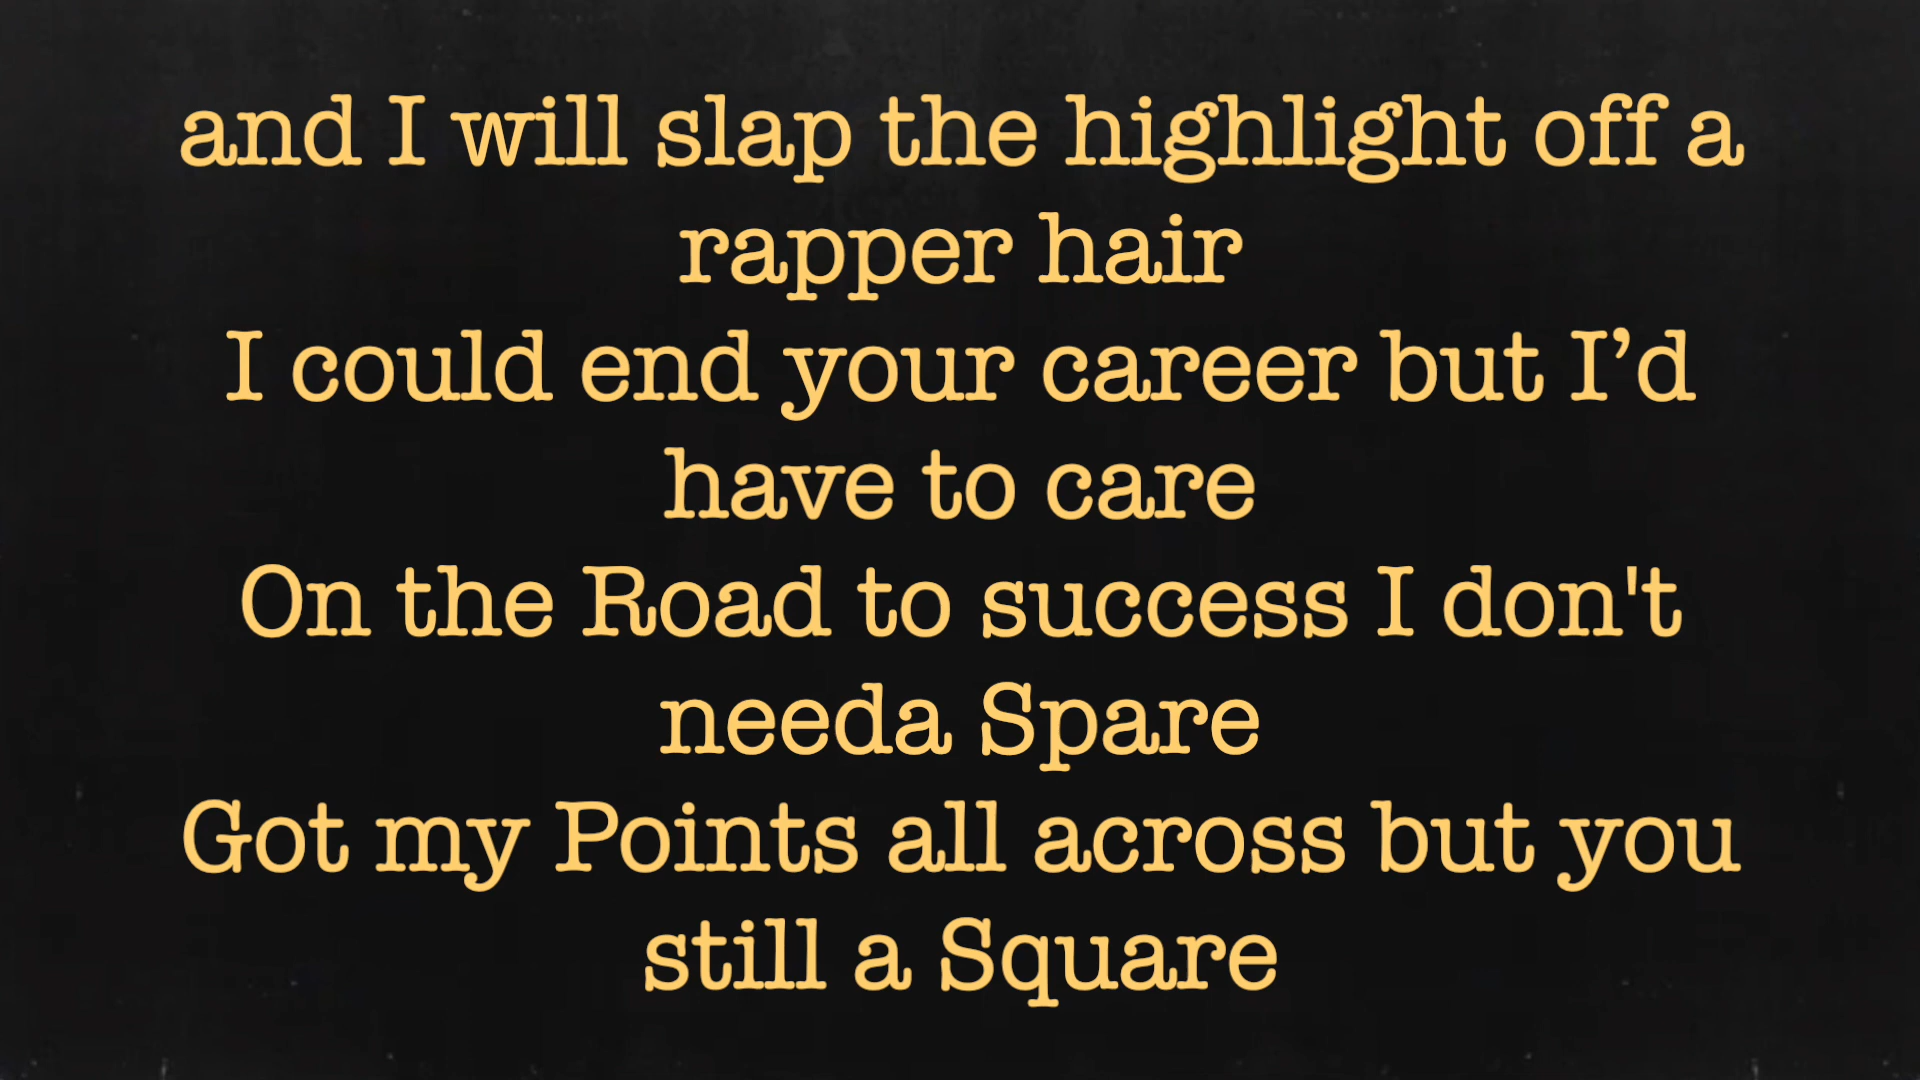 and I will slap the highlight off a
rapper hair
I could end your career but I’d
have to care
On the Road to success I don't
needa Spare
Got my Points all across but you
still a Square